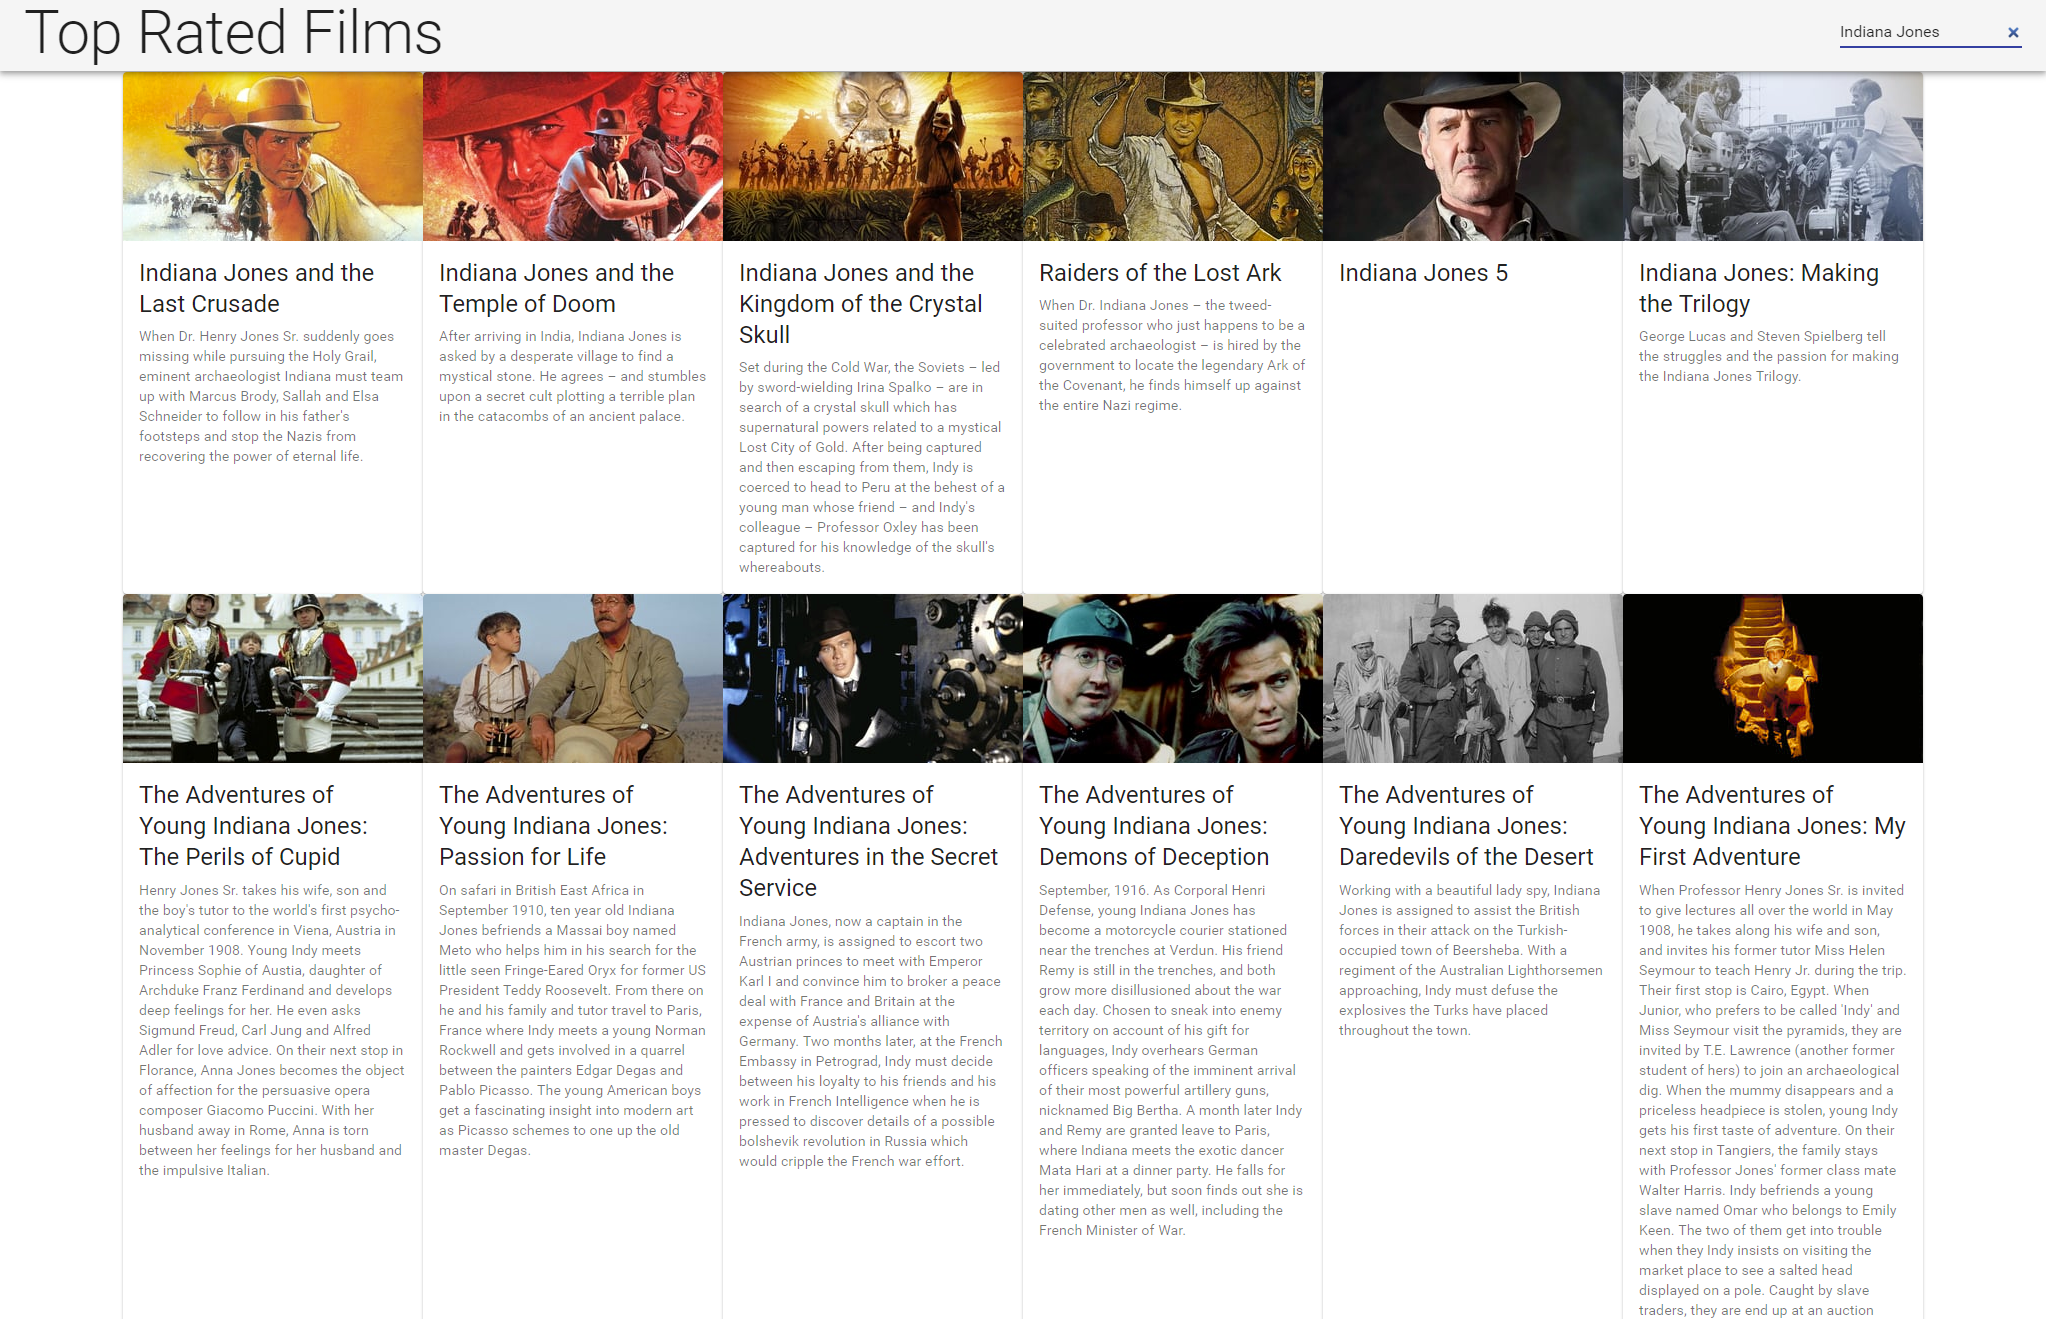 Top Rated Films
Indiana Jones
Indiana Jones and the
Last Crusade
When Dr. Henry Jones Sr. suddenly goes
missing while pursuing the Holy Grail,
eminent archaeologist Indiana must team
up with Marcus Brody, Sallah and Elsa
Schneider to follow in his father's
footsteps and stop the Nazis from
recovering the power of eternal life.
Indiana Jones and the
Temple of Doom
After arriving in India, Indiana Jones is
asked by a desperate village to find a
mystical stone. He agrees – and stumbles
upon a secret cult plotting a terrible plan
in the catacombs of an ancient palace.
Indiana Jones and the
Kingdom of the Crystal
Skull
Set during the Cold War, the Soviets – led
by sword-wielding Irina Spalko – are in
search of a crystal skull which has
supernatural powers related to a mystical
Lost City of Gold. After being captured
and then escaping from them, Indy is
coerced to head to Peru at the behest of a
young man whose friend – and Indy's
colleague – Professor Oxley has been
captured for his knowledge of the skull's
whereabouts.
Raiders of the Lost Ark
When Dr. Indiana Jones – the tweed-
suited professor who just happens to be a
celebrated archaeologist – is hired by the
government to locate the legendary Ark of
the Covenant, he finds himself up against
the entire Nazi regime.
Indiana Jones 5
Indiana Jones: Making
the Trilogy
George Lucas and Steven Spielberg tell
the struggles and the passion for making
the Indiana Jones Trilogy.
The Adventures of
Young Indiana Jones:
The Perils of Cupid
Henry Jones Sr. takes his wife, son and
the boy's tutor to the world's first psycho-
analytical conference in Viena, Austria in
November 1908. Young Indy meets
Princess Sophie of Austia, daughter of
Archduke Franz Ferdinand and develops
deep feelings for her. He even asks
Sigmund Freud, Carl Jung and Alfred
Adler for love advice. On their next stop in
Florance, Anna Jones becomes the object
of affection for the persuasive opera
composer Giacomo Puccini. With her
husband away in Rome, Anna is torn
between her feelings for her husband and
the impulsive Italian.
The Adventures of
Young Indiana Jones:
Passion for Life
On safari in British East Africa in
September 1910, ten year old Indiana
Jones befriends a Massai boy named
Meto who helps him in his search for the
little seen Fringe-Eared Oryx for former US
President Teddy Roosevelt. From there on
he and his family and tutor travel to Paris,
France where Indy meets a young Norman
Rockwell and gets involved in a quarrel
between the painters Edgar Degas and
Pablo Picasso. The young American boys
get a fascinating insight into modern art
as Picasso schemes to one up the old
master Degas.
The Adventures of
Young Indiana Jones:
Adventures in the Secret
Service
Indiana Jones, now a captain in the
French army, is assigned to escort two
Austrian princes to meet with Emperor
Karl I and convince him to broker a peace
deal with France and Britain at the
expense of Austria's alliance with
Germany. Two months later, at the French
Embassy in Petrograd, Indy must decide
between his loyalty to his friends and his
work in French Intelligence when he is
pressed to discover details of a possible
bolshevik revolution in Russia which
would cripple the French war effort.
The Adventures of
Young Indiana Jones:
Demons of Deception
September, 1916. As Corporal Henri
Defense, young Indiana Jones has
become a motorcycle courier stationed
near the trenches at Verdun. His friend
Remy is still in the trenches, and both
grow more disillusioned about the war
each day. Chosen to sneak into enemy
territory on account of his gift for
languages, Indy overhears German
officers speaking of the imminent arrival
of their most powerful artillery guns,
nicknamed Big Bertha. A month later Indy
and Remy are granted leave to Paris,
where Indiana meets the exotic dancer
Mata Hari at a dinner party. He falls for
her immediately, but soon finds out she is
dating other men as well, including the
French Minister of War.
The Adventures of
Young Indiana Jones:
Daredevils of the Desert
Working with a beautiful lady spy, Indiana
Jones is assigned to assist the British
forces in their attack on the Turkish-
occupied town of Beersheba. With a
regiment of the Australian Lighthorsemen
approaching, Indy must defuse the
explosives the Turks have placed
throughout the town.
The Adventures of
Young Indiana Jones: My
First Adventure
When Professor Henry Jones Sr. is invited
to give lectures all over the world in May
1908, he takes along his wife and son,
and invites his former tutor Miss Helen
Seymour to teach Henry Jr. during the trip.
Their first stop is Cairo, Egypt. When
Junior, who prefers to be called 'Indy' and
Miss Seymour visit the pyramids, they are
invited by T.E. Lawrence (another former
student of hers) to join an archaeological
dig. When the mummy disappears and a
priceless headpiece is stolen, young Indy
gets his first taste of adventure. On their
next stop in Tangiers, the family stays
with Professor Jones' former class mate
Walter Harris. Indy befriends a young
slave named Omar who belongs to Emily
Keen. The two of them get into trouble
when they Indy insists on visiting the
market place to see a salted head
displayed on a pole. Caught by slave
traders, they are end up at an auction